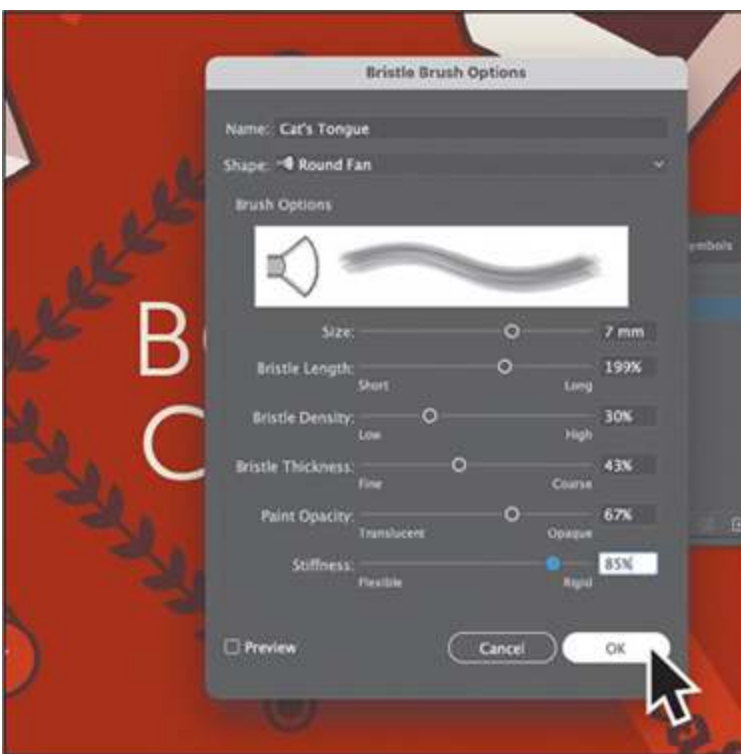 Bristle Brush Options
Name: Cat's Tongue
Shape: Round Fan
Brush Options
ymbols
Size: 7 mm
B
Bristle Length: 199%
Short Long
C
Bristle Density: 30%
Low High
Bristle Thickness: 43%
Fine Coarse
Paint Opacity: 67%
Translucent Opaque
Stiffness: 85%
Flexible Rigid
Preview Cancel OK